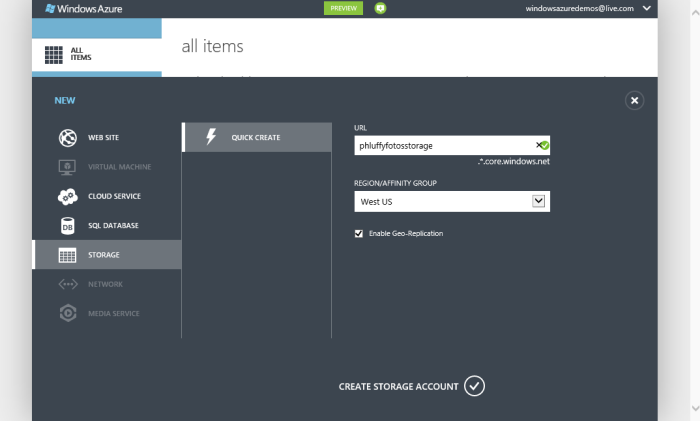 Windows Azure
PREVIEW
windowsazuredemos@live.com
ALL
ITEMS
all items
NEW
WEB SITE
VIRTUAL MACHINE
CLOUD SERVICE
DB
SQL DATABASE
STORAGE
NETWORK
MEDIA SERVICE
QUICK CREATE
URL
phluffyfotosstorage
.*.core.windows.net
REGION/AFFINITY GROUP
West US
Enable Geo-Replication
CREATE STORAGE ACCOUNT